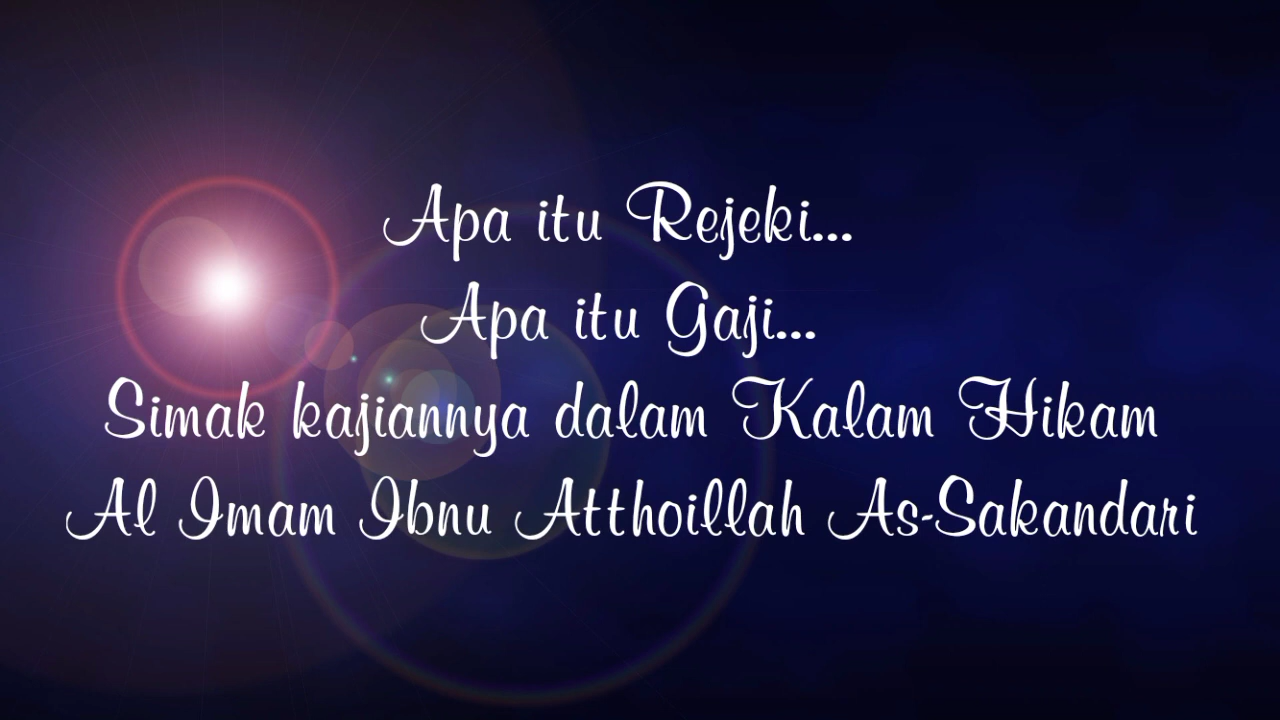 Apa itu Rejeki...
Apa itu Gaji...
Simak kajiannya dalam Kalam Hikam
Al Imam Ibnu Atthoillah As-Sakandari